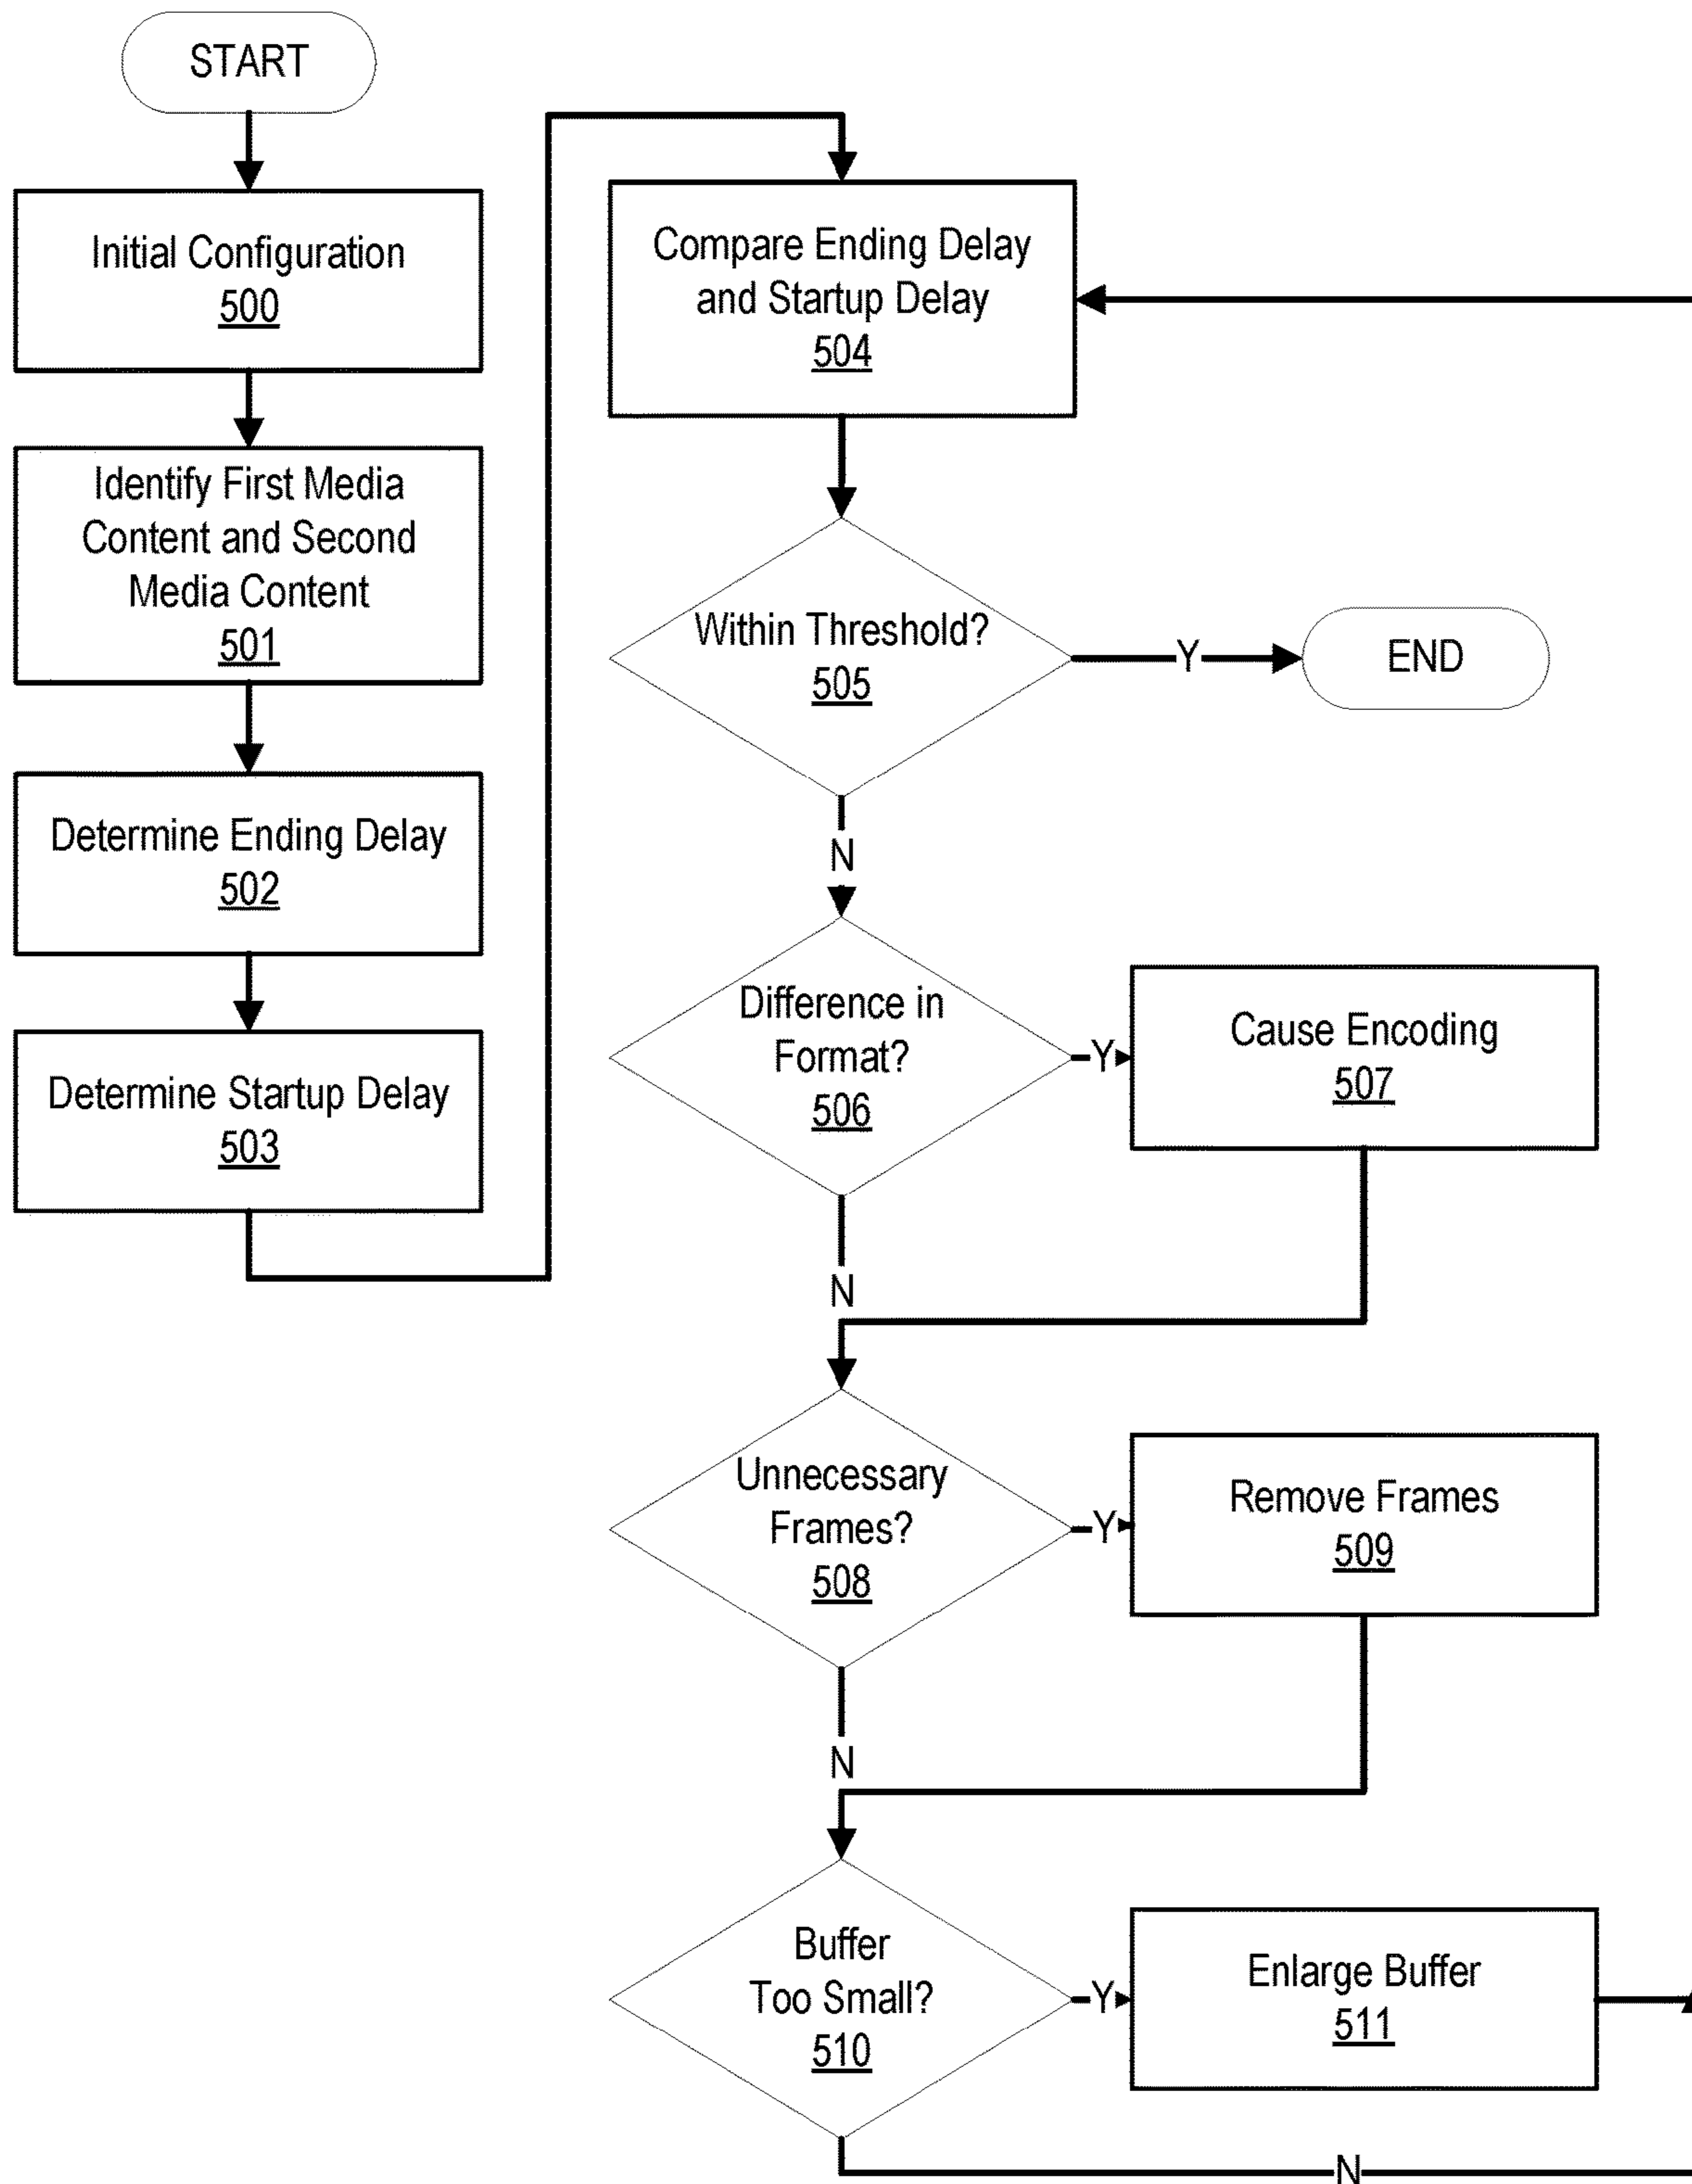 START
Initial Configuration
500
Identify First Media
Content and Second
Media Content
501
Determine Ending Delay
502
Determine Startup Delay
503
Compare Ending Delay
and Startup Delay
504
Within Threshold?
505
Y
END
N
Difference in
Format?
506
Y
Cause Encoding
507
N
Unnecessary
Frames?
508
Y
Remove Frames
509
N
Buffer
Too Small?
510
Y
Enlarge Buffer
511
N